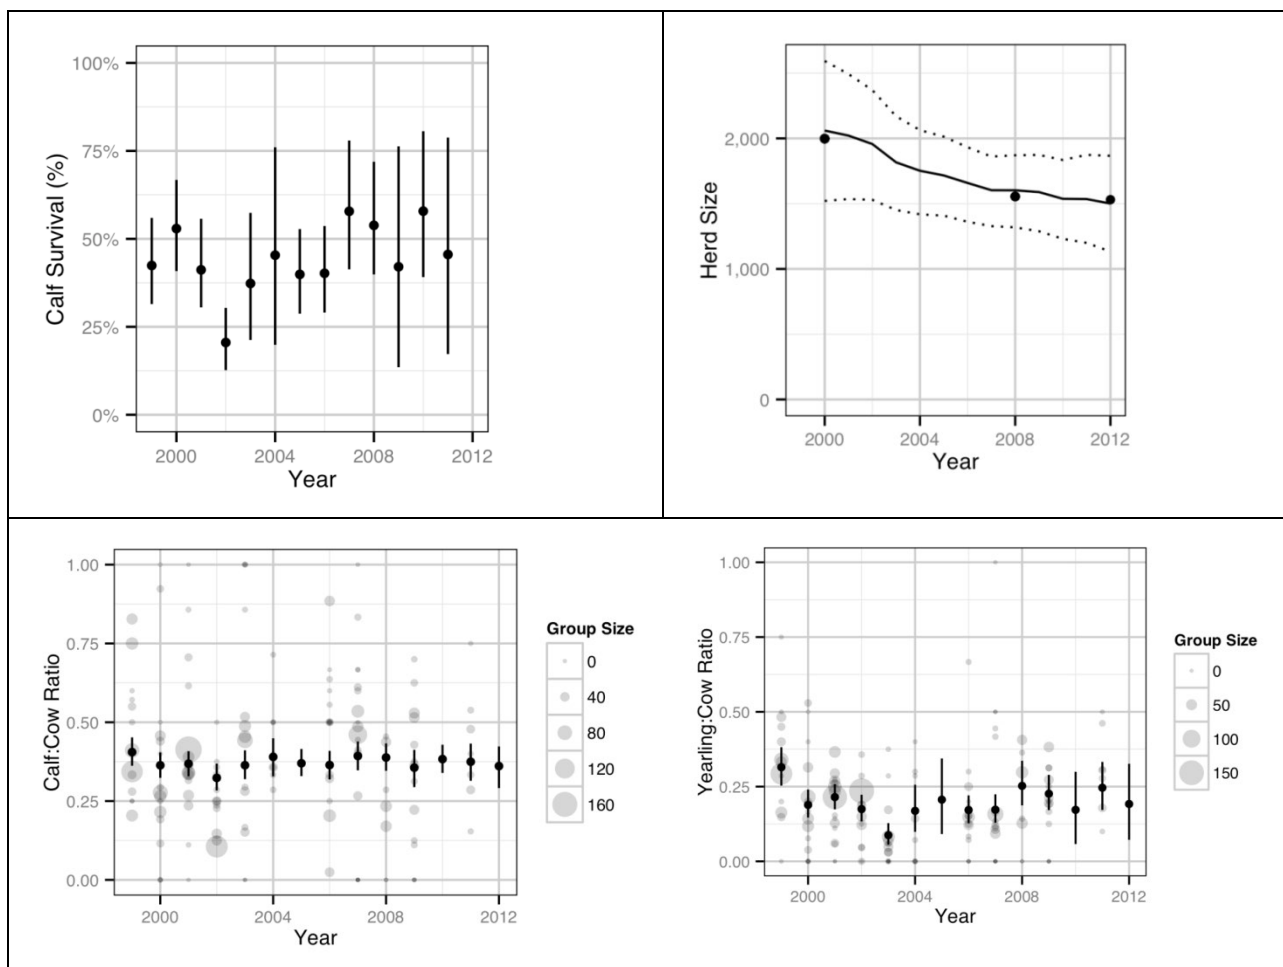 Calf Survival (%)
100%
75%
50%
25%
0%
2000 2004 2008 2012
Year
Herd Size
2,000
1,000
0
2000 2004 2008 2012
Year
Calf:Cow Ratio
1.00
0.75
0.50
0.25
0.00
2000 2004 2008 2012
Year
Group Size
0
40
80
120
160
Yearling:Cow Ratio
1.00
0.75
0.50
0.25
0.00
2000 2004 2008 2012
Year
Group Size
0
50
100
150